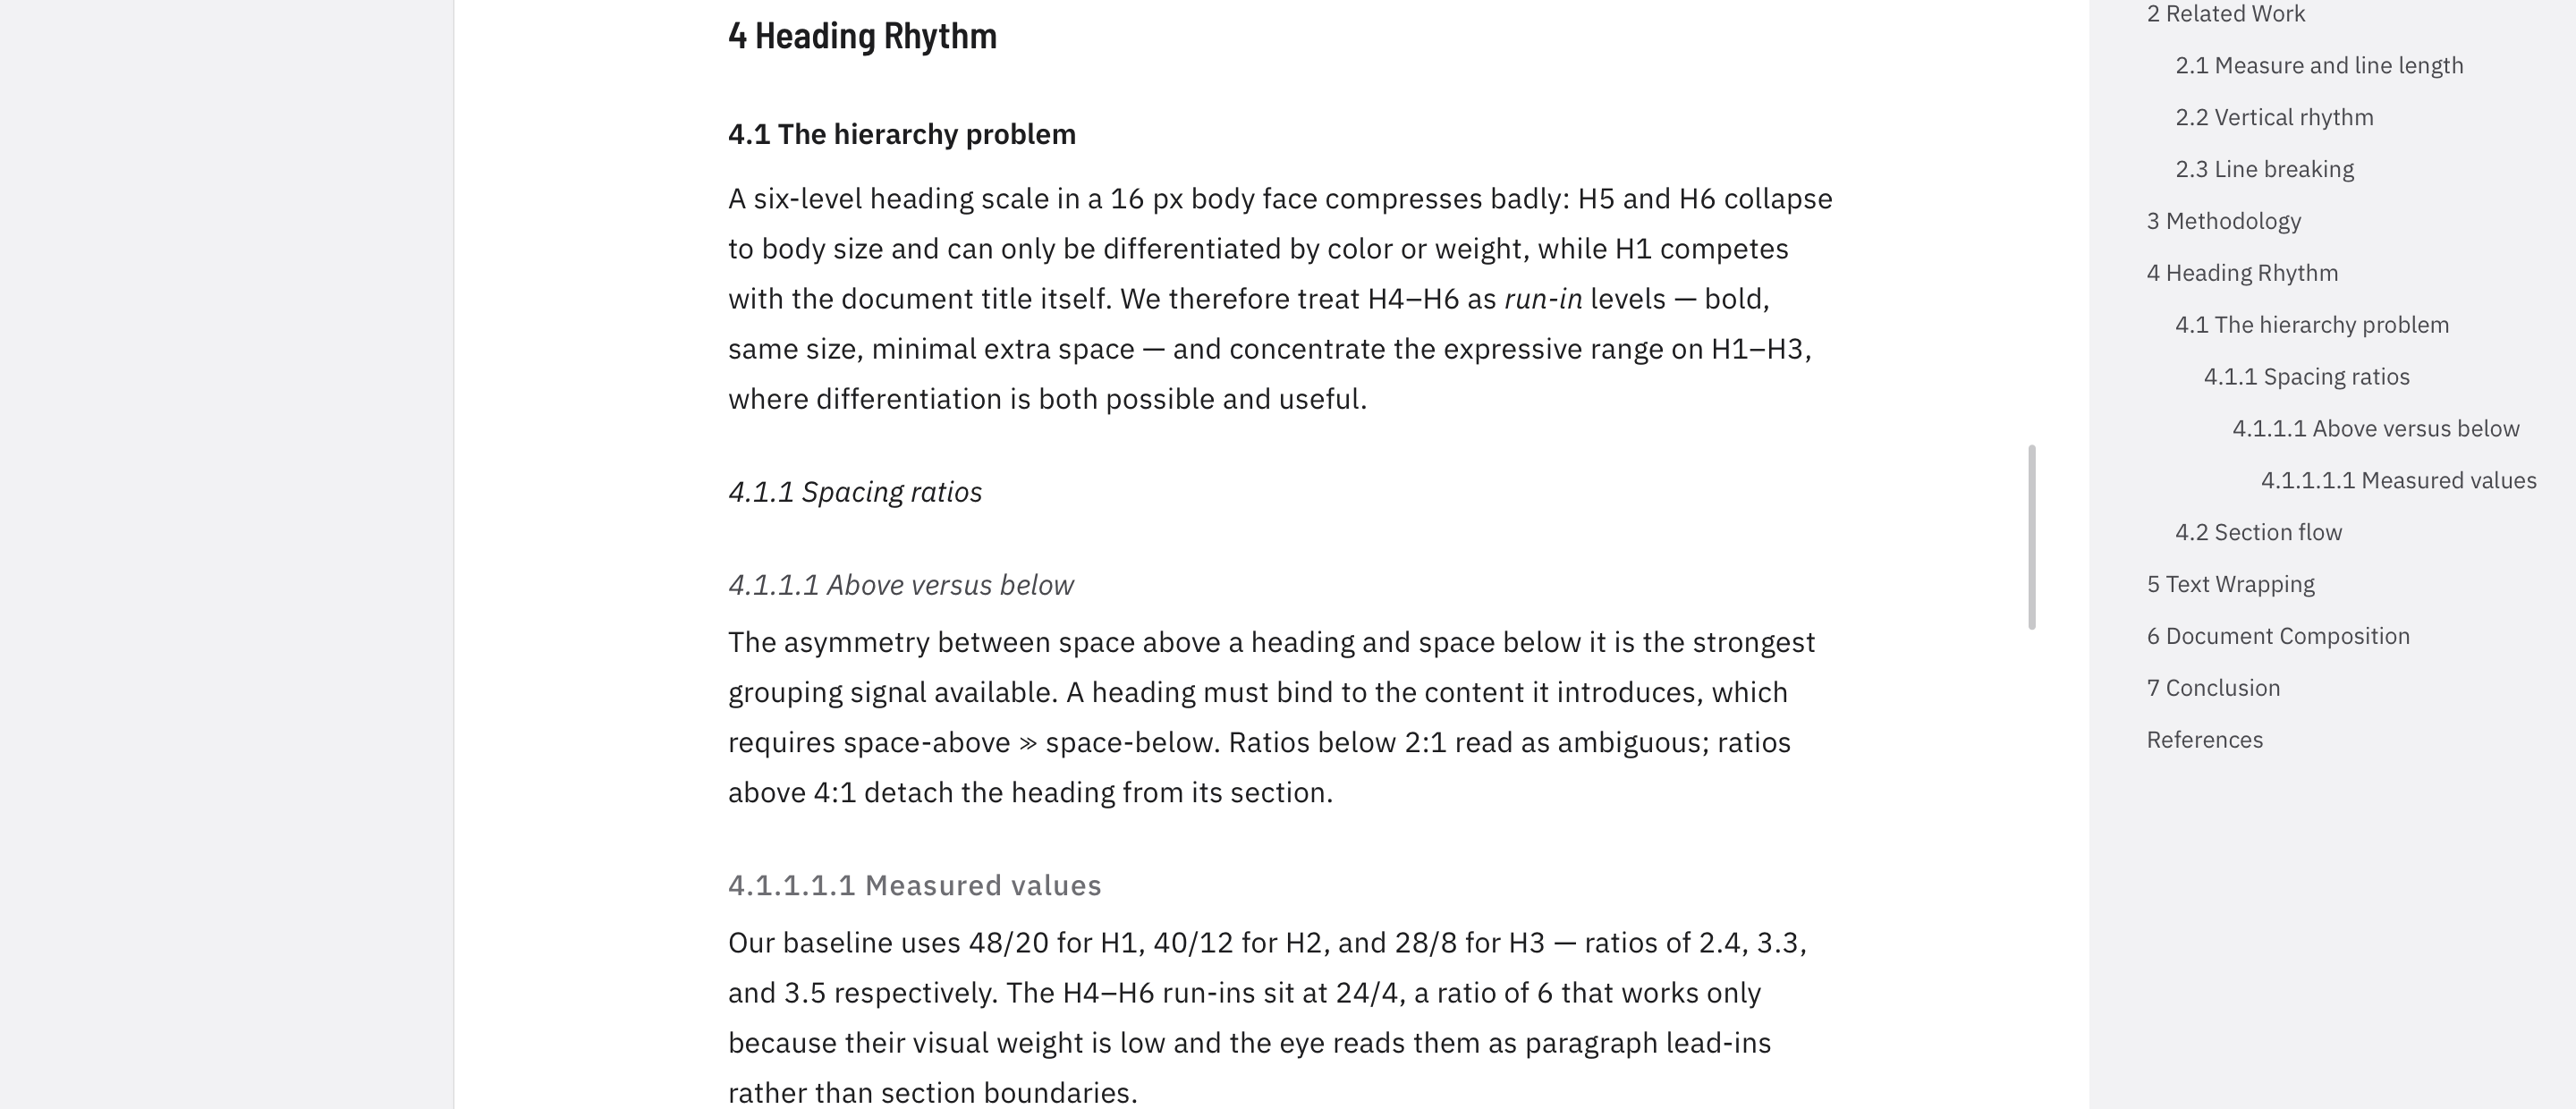 4 Heading Rhythm
4.1 The hierarchy problem
A six-level heading scale in a 16 px body face compresses badly: H5 and H6 collapse
to body size and can only be differentiated by color or weight, while H1 competes
with the document title itself. We therefore treat H4–H6 as run-in levels — bold,
same size, minimal extra space — and concentrate the expressive range on H1–H3,
where differentiation is both possible and useful.
4.1.1 Spacing ratios
4.1.1.1 Above versus below
The asymmetry between space above a heading and space below it is the strongest
grouping signal available. A heading must bind to the content it introduces, which
requires space-above ≫ space-below. Ratios below 2:1 read as ambiguous; ratios
above 4:1 detach the heading from its section.
4.1.1.1.1 Measured values
Our baseline uses 48/20 for H1, 40/12 for H2, and 28/8 for H3 — ratios of 2.4, 3.3,
and 3.5 respectively. The H4–H6 run-ins sit at 24/4, a ratio of 6 that works only
because their visual weight is low and the eye reads them as paragraph lead-ins
rather than section boundaries.
2 Related Work
2.1 Measure and line length
2.2 Vertical rhythm
2.3 Line breaking
3 Methodology
4 Heading Rhythm
4.1 The hierarchy problem
4.1.1 Spacing ratios
4.1.1.1 Above versus below
4.1.1.1.1 Measured values
4.2 Section flow
5 Text Wrapping
6 Document Composition
7 Conclusion
References